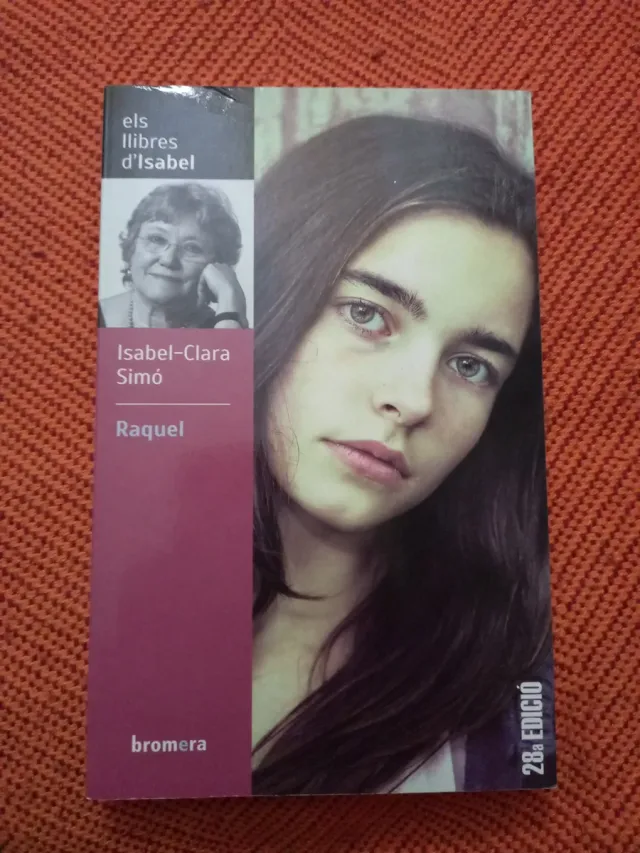 els
llibres
d'Isabel
Isabel-Clara
Simó
Raquel
bromera
28a EDICIÓ